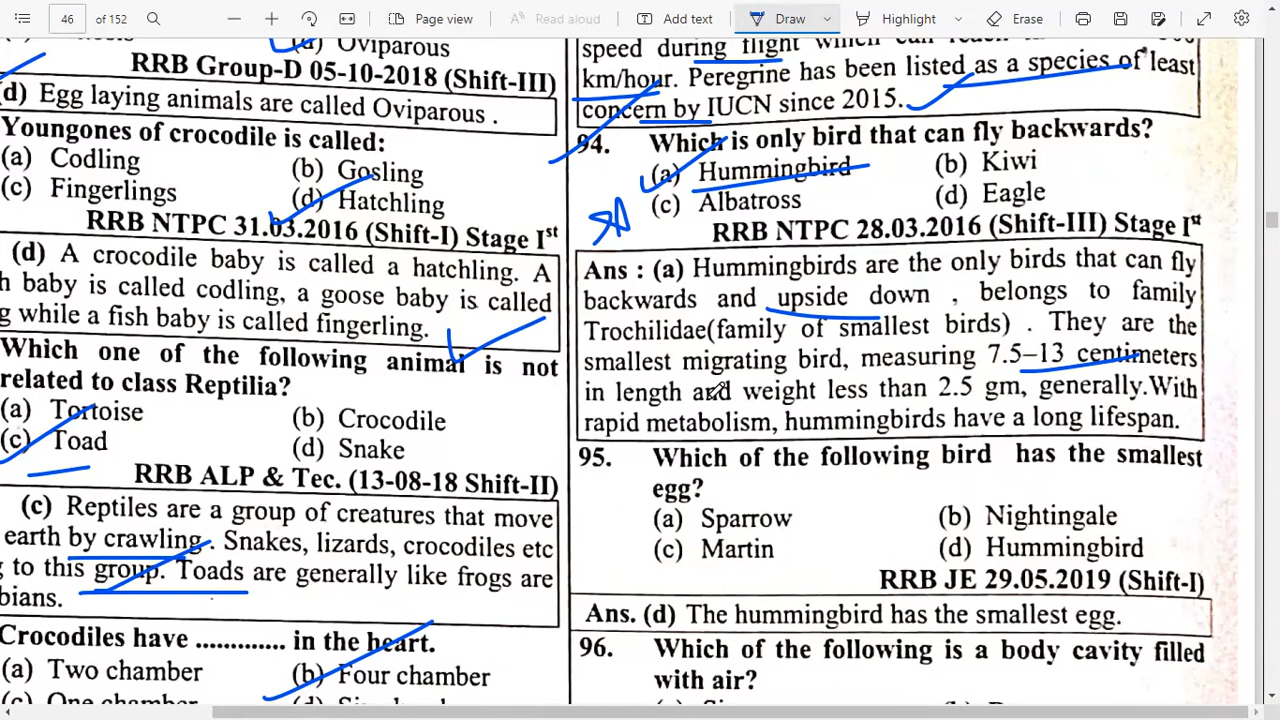 46 of 152
Page view
Read aloud
Add text
Draw
Highlight
Erase
(d) Oviparous
RRB Group-D 05-10-2018 (Shift-III)
(d) Egg laying animals are called Oviparous .
Youngones of crocodile is called:
(a) Codling (b) Gosling
(c) Fingerlings (d) Hatchling
RRB NTPC 31.03.2016 (Shift-I) Stage Ist
(d) A crocodile baby is called a hatchling. A
h baby is called codling, a goose baby is called
g while a fish baby is called fingerling.
Which one of the following animal is not
related to class Reptilia?
(a) Tortoise (b) Crocodile
(c) Toad (d) Snake
RRB ALP & Tec. (13-08-18 Shift-II)
(c) Reptiles are a group of creatures that move
earth by crawling . Snakes, lizards, crocodiles etc
g to this group. Toads are generally like frogs are
bians.
Crocodiles have ............. in the heart.
(a) Two chamber (b) Four chamber
speed during flight which can reach
km/hour. Peregrine has been listed as a species of least
concern by IUCN since 2015.
94. Which is only bird that can fly backwards?
(a) Hummingbird (b) Kiwi
(c) Albatross (d) Eagle
RRB NTPC 28.03.2016 (Shift-III) Stage Ist
Ans : (a) Hummingbirds are the only birds that can fly
backwards and upside down , belongs to family
Trochilidae(family of smallest birds) . They are the
smallest migrating bird, measuring 7.5–13 centimeters
in length and weight less than 2.5 gm, generally.With
rapid metabolism, hummingbirds have a long lifespan.
95. Which of the following bird has the smallest
egg?
(a) Sparrow (b) Nightingale
(c) Martin (d) Hummingbird
RRB JE 29.05.2019 (Shift-I)
Ans. (d) The hummingbird has the smallest egg.
96. Which of the following is a body cavity filled
with air?